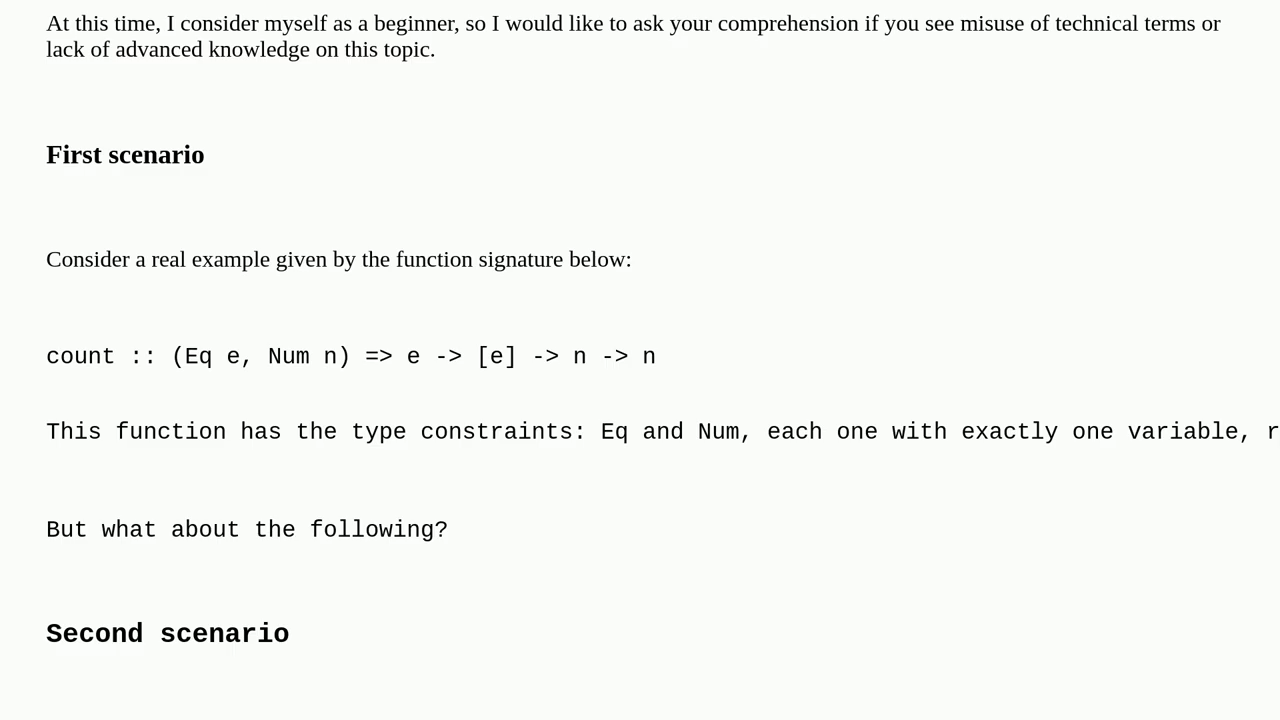 At this time, I consider myself as a beginner, so I would like to ask your comprehension if you see misuse of technical terms or
lack of advanced knowledge on this topic.
First scenario
Consider a real example given by the function signature below:
count :: (Eq e, Num n) => e -> [e] -> n -> n
This function has the type constraints: Eq and Num, each one with exactly one variable,
But what about the following?
Second scenario